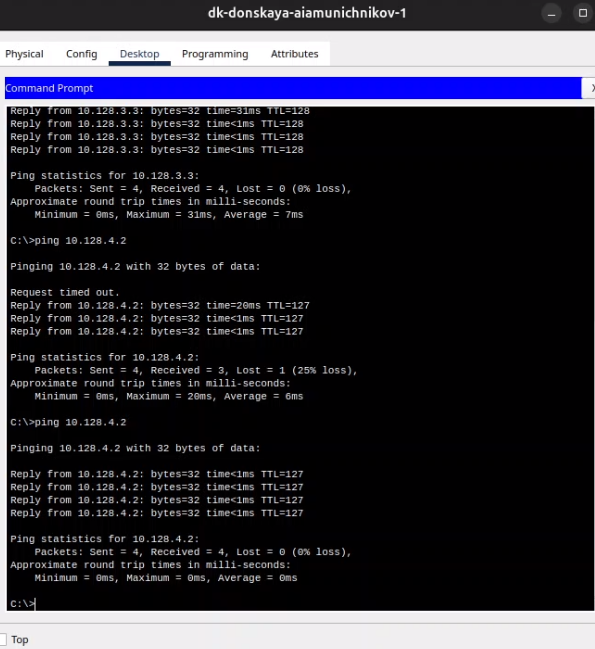 dk-donskaya-aiamunichnikov-1
Physical Config Desktop Programming Attributes
Command Prompt X
Reply from 10.128.3.3: bytes=32 time=31ms TTL=128
Reply from 10.128.3.3: bytes=32 time<1ms TTL=128
Reply from 10.128.3.3: bytes=32 time<1ms TTL=128
Reply from 10.128.3.3: bytes=32 time<1ms TTL=128
Ping statistics for 10.128.3.3:
Packets: Sent = 4, Received = 4, Lost = 0 (0% loss),
Approximate round trip times in milli-seconds:
Minimum = 0ms, Maximum = 31ms, Average = 7ms
C:\>ping 10.128.4.2
Pinging 10.128.4.2 with 32 bytes of data:
Request timed out.
Reply from 10.128.4.2: bytes=32 time=20ms TTL=127
Reply from 10.128.4.2: bytes=32 time<1ms TTL=127
Reply from 10.128.4.2: bytes=32 time<1ms TTL=127
Ping statistics for 10.128.4.2:
Packets: Sent = 4, Received = 3, Lost = 1 (25% loss),
Approximate round trip times in milli-seconds:
Minimum = 0ms, Maximum = 20ms, Average = 6ms
C:\>ping 10.128.4.2
Pinging 10.128.4.2 with 32 bytes of data:
Reply from 10.128.4.2: bytes=32 time<1ms TTL=127
Reply from 10.128.4.2: bytes=32 time<1ms TTL=127
Reply from 10.128.4.2: bytes=32 time<1ms TTL=127
Reply from 10.128.4.2: bytes=32 time<1ms TTL=127
Ping statistics for 10.128.4.2:
Packets: Sent = 4, Received = 4, Lost = 0 (0% loss),
Approximate round trip times in milli-seconds:
Minimum = 0ms, Maximum = 0ms, Average = 0ms
C:\>
Top